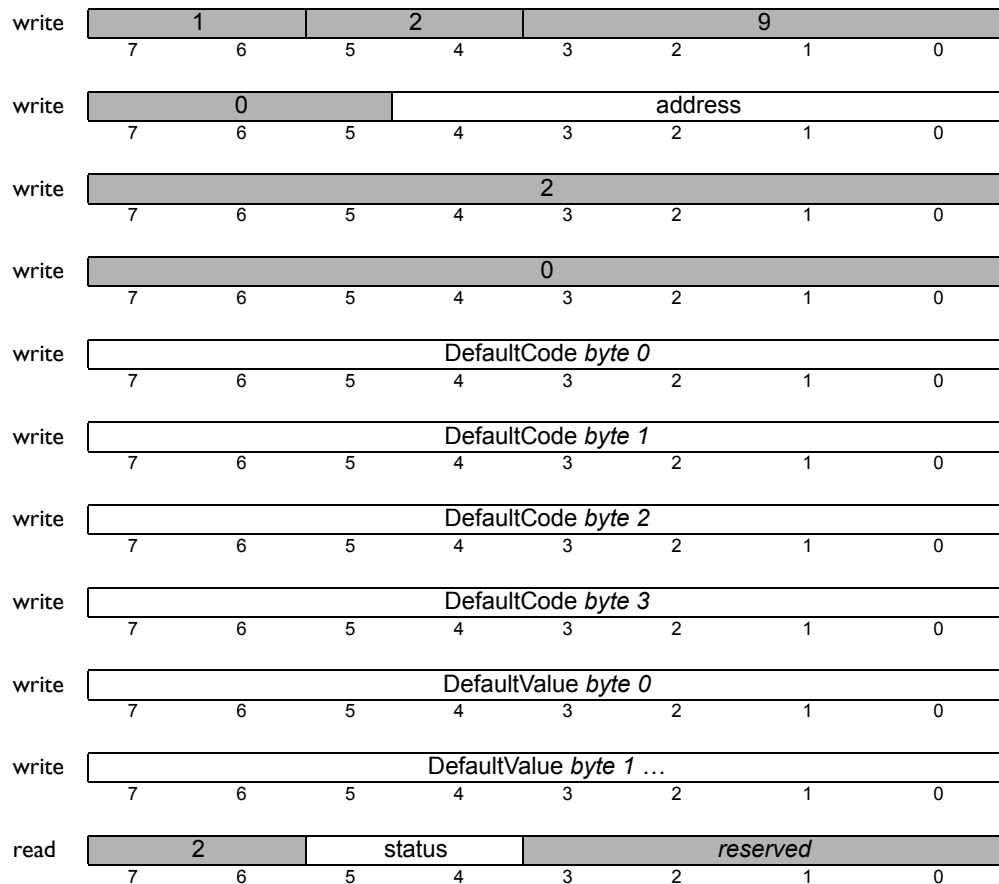 write 1 2 9
7 6 5 4 3 2 1 0
write 0 address
7 6 5 4 3 2 1 0
write 2
7 6 5 4 3 2 1 0
write 0
7 6 5 4 3 2 1 0
write DefaultCode byte 0
7 6 5 4 3 2 1 0
write DefaultCode byte 1
7 6 5 4 3 2 1 0
write DefaultCode byte 2
7 6 5 4 3 2 1 0
write DefaultCode byte 3
7 6 5 4 3 2 1 0
write DefaultValue byte 0
7 6 5 4 3 2 1 0
write DefaultValue byte 1 …
7 6 5 4 3 2 1 0
read 2 status reserved
7 6 5 4 3 2 1 0